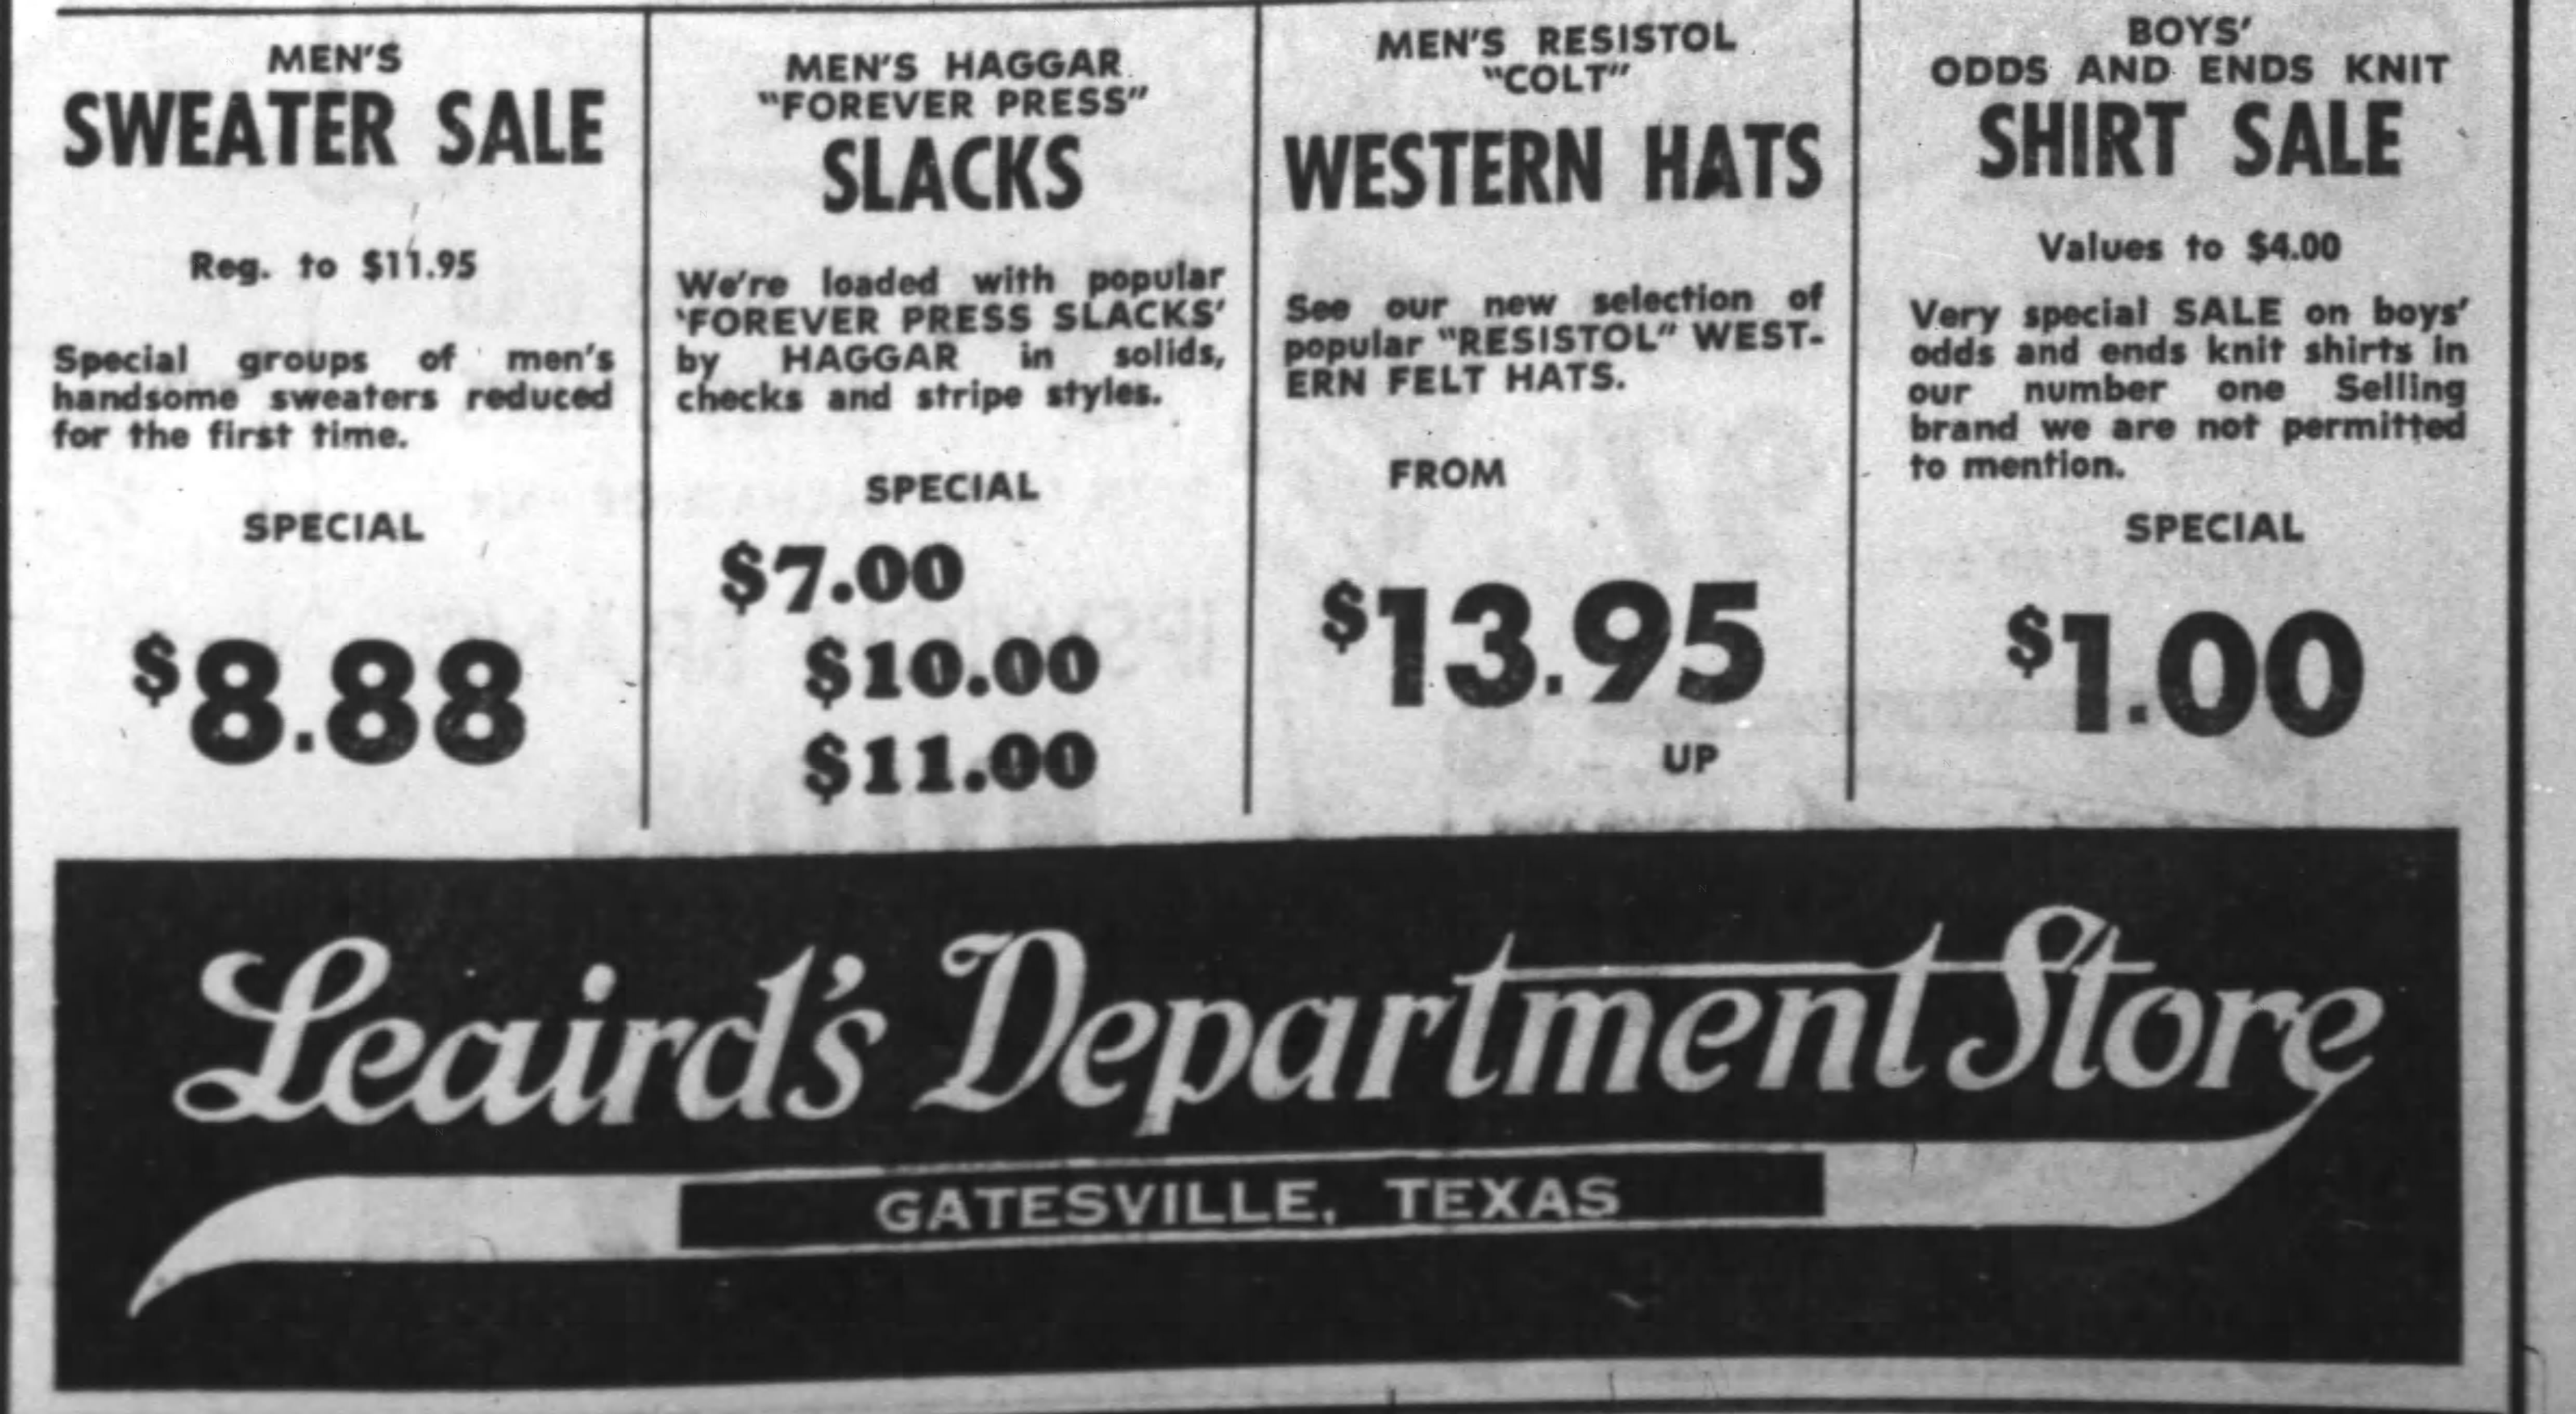 MEN'S
SWEATER SALE
Reg. to $11.95
Special groups of men's
handsome sweaters reduced
for the first time.
SPECIAL
$8.88
MEN'S HAGGAR
"FOREVER PRESS"
SLACKS
We're loaded with popular
'FOREVER PRESS SLACKS'
by HAGGAR in solids,
checks and stripe styles.
SPECIAL
$7.00
$10.00
$11.00
MEN'S RESISTOL
"COLT"
WESTERN HATS
See our new selection of
popular "RESISTOL" WEST-
ERN FELT HATS.
FROM
$13.95
UP
BOYS'
ODDS AND ENDS KNIT
SHIRT SALE
Values to $4.00
Very special SALE on boys'
odds and ends knit shirts in
our number one Selling
brand we are not permitted
to mention.
SPECIAL
$1.00
Leaird's Department Store
GATESVILLE, TEXAS